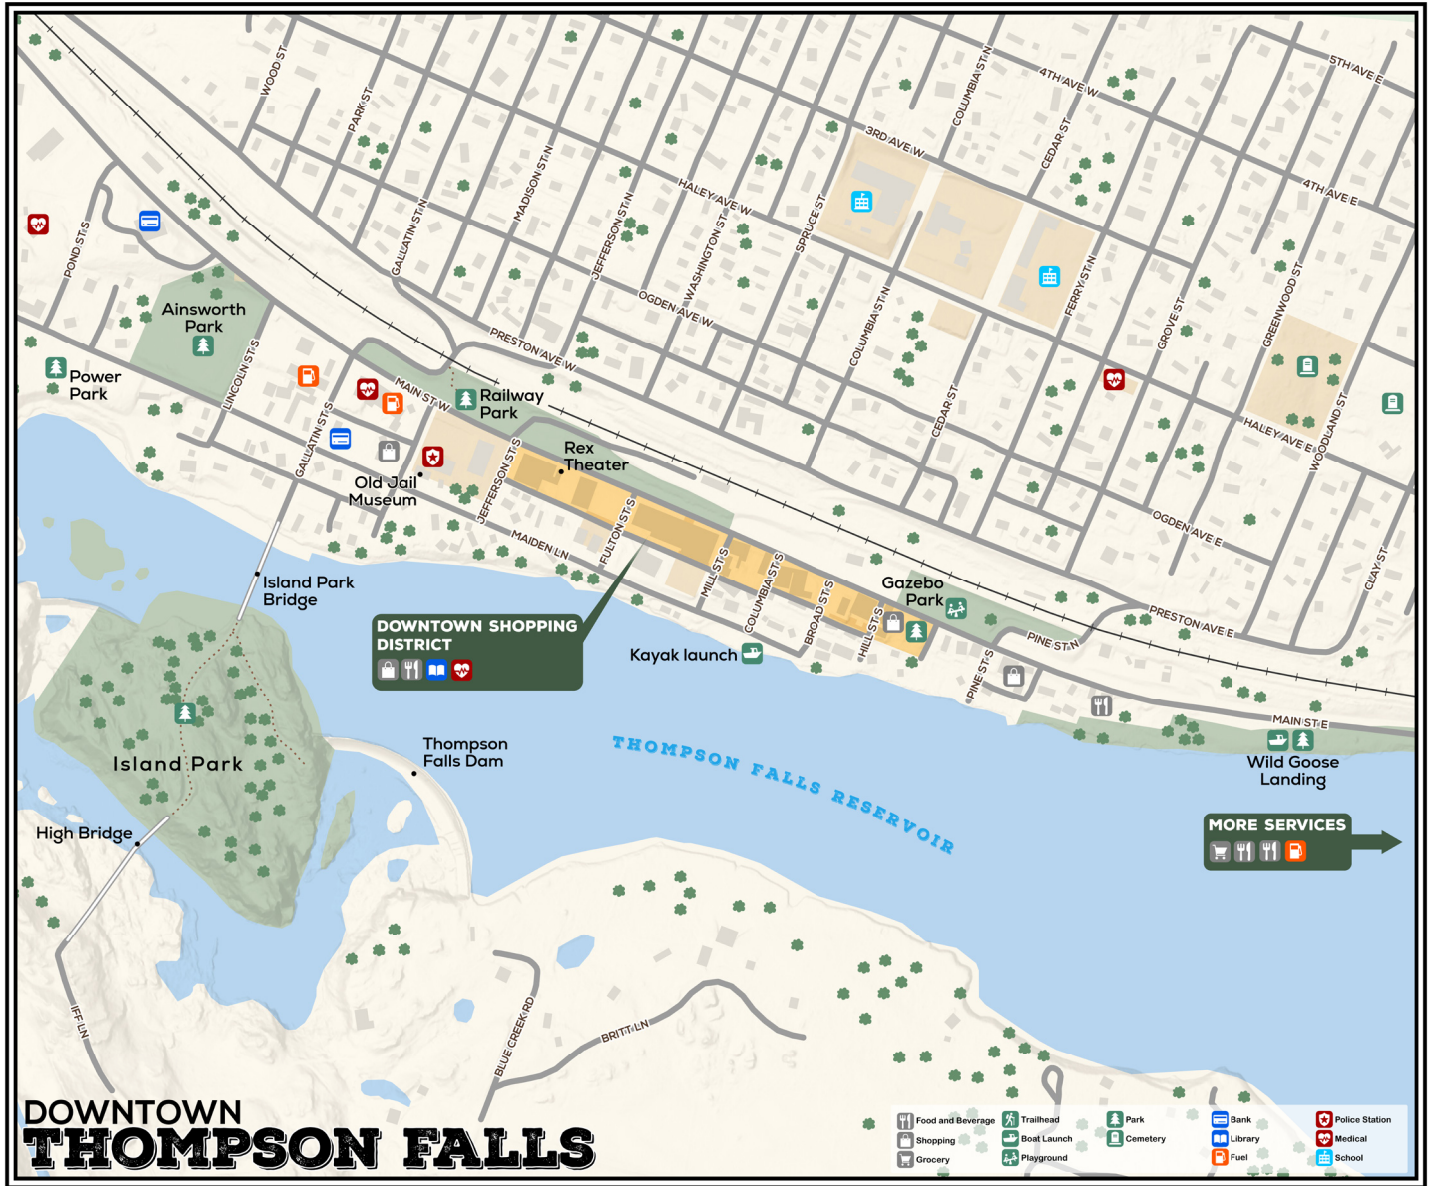 WOOD ST
PARK ST
GALLATIN ST N
MADISON ST N
JEFFERSON ST N
HALEY AVE W
WASHINGTON ST
SPRUCE ST
3RD AVE W
COLUMBIA ST N
4TH AVE W
CEDAR ST
5TH AVE E
4TH AVE E
POND ST S
OGDEN AVE W
PRESTON AVE W
COLUMBIA ST N
CEDAR ST
FERRY ST N
GROVE ST
GREENWOOD ST
HALEY AVE E
WOODLAND ST
OGDEN AVE E
CLAY ST
PRESTON AVE E
Ainsworth
Park
Power
Park
LINCOLN ST S
GALLATIN ST S
MAIN ST W
Railway
Park
Rex
Theater
Old Jail
Museum
JEFFERSON ST S
MAIDEN LN
FULTON ST S
MILL ST S
COLUMBIA ST S
BROAD ST S
HILL ST S
Gazebo
Park
PINE ST N
PINE ST S
MAIN ST E
Island Park
Bridge
DOWNTOWN SHOPPING
DISTRICT
Kayak launch
Wild Goose
Landing
Island Park
Thompson
Falls Dam
THOMPSON FALLS RESERVOIR
High Bridge
MORE SERVICES
IFF LN
BLUE CREEK RD
BRITT LN
DOWNTOWN
THOMPSON FALLS
Food and Beverage
Shopping
Grocery
Trailhead
Boat Launch
Playground
Park
Cemetery
Bank
Library
Fuel
Police Station
Medical
School